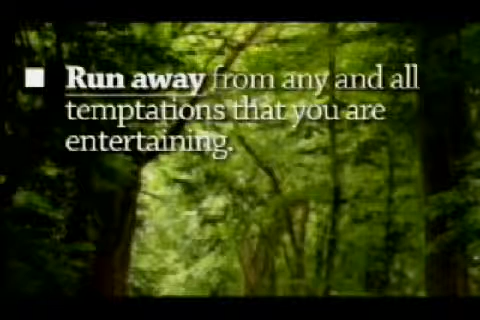 Run away from any and all
temptations that you are
entertaining.